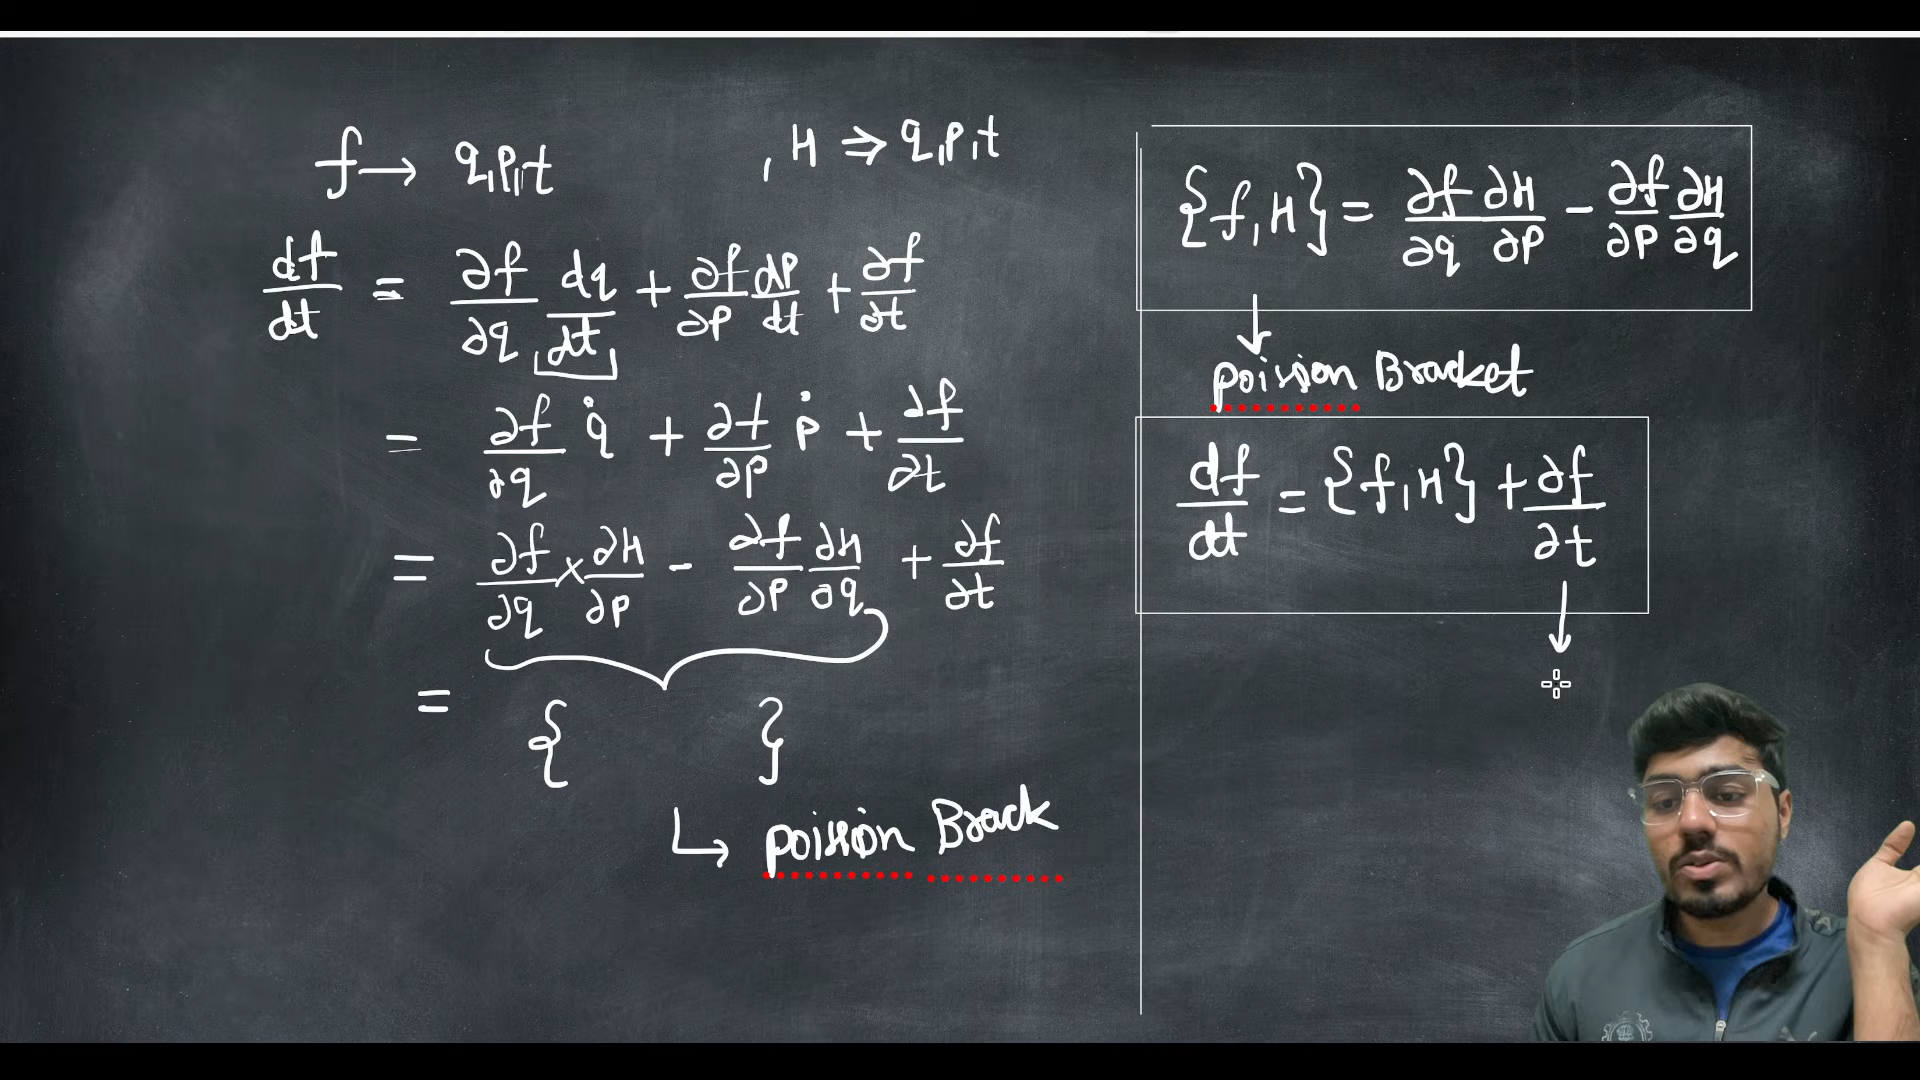 f → q,p,t , H ⇒ q,p,t
df/dt = ∂f/∂q dq/dt + ∂f/∂p dp/dt + ∂f/∂t
= ∂f/∂q q̇ + ∂f/∂p ṗ + ∂f/∂t
= ∂f/∂q × ∂H/∂p - ∂f/∂p ∂H/∂q + ∂f/∂t
= { }
↳ poission Brack
{f,H} = ∂f/∂q ∂H/∂p - ∂f/∂p ∂H/∂q
↓
poission Bracket
df/dt = {f,H} + ∂f/∂t
↓